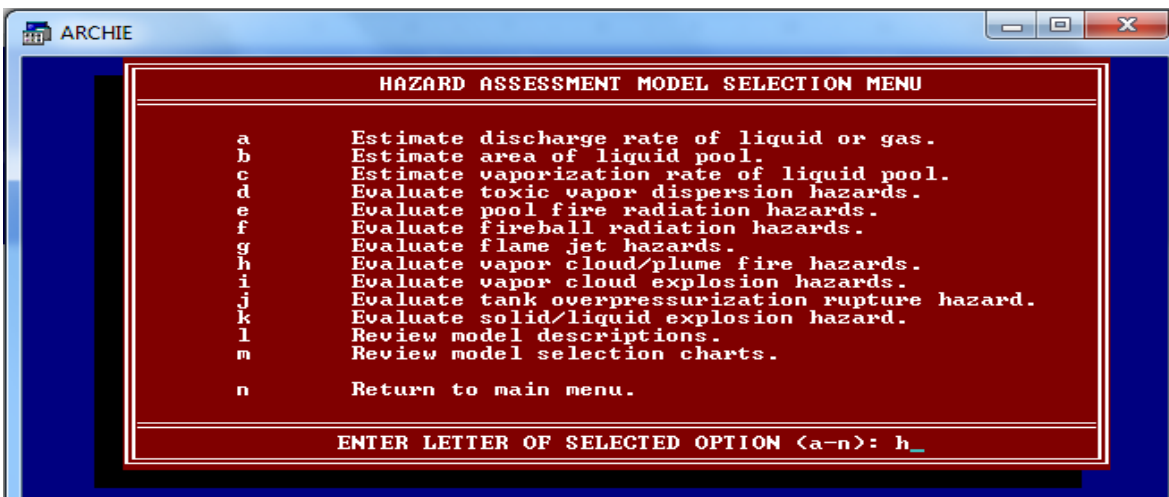 ARCHIE
HAZARD ASSESSMENT MODEL SELECTION MENU
a Estimate discharge rate of liquid or gas.
b Estimate area of liquid pool.
c Estimate vaporization rate of liquid pool.
d Evaluate toxic vapor dispersion hazards.
e Evaluate pool fire radiation hazards.
f Evaluate fireball radiation hazards.
g Evaluate flame jet hazards.
h Evaluate vapor cloud/plume fire hazards.
i Evaluate vapor cloud explosion hazards.
j Evaluate tank overpressurization rupture hazard.
k Evaluate solid/liquid explosion hazard.
l Review model descriptions.
m Review model selection charts.
n Return to main menu.
ENTER LETTER OF SELECTED OPTION (a-n): h_